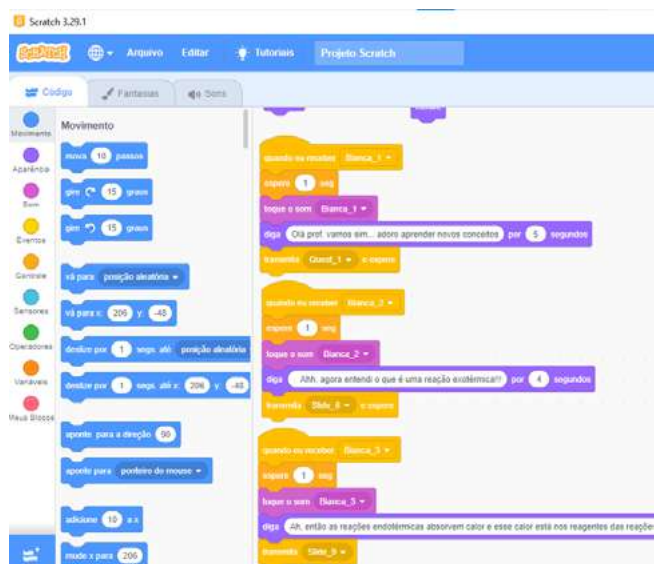 Scratch 3.29.1
SCRATCH Arquivo Editar Tutoriais Projeto Scratch
Código Fantasias Sons
Movimento
Aparência
Som
Eventos
Controle
Sensores
Operadores
Variáveis
Meus Blocos
Movimento
mova 10 passos
gire 15 graus
gire 15 graus
vá para posição aleatória
vá para x: 206 y: -48
deslize por 1 segs. até posição aleatória
deslize por 1 segs. até x: 206 y: -48
aponte para a direção 90
aponte para ponteiro do mouse
adicione 10 a x
mude x para 206
quando eu receber Bianca_1
espere 1 seg
toque o som Bianca_1
diga Olá prof. vamos sim... adoro aprender novos conceitos por 5 segundos
transmita Quest_1 e espere
quando eu receber
espere 1 seg
toque o som Bianca_2
diga Ahh, agora entendi o que é uma reação exotérmica!! por 4 segundos
transmita e espere
quando eu receber Bianca_3
espere 1 seg
toque o som Bianca_3
diga Ah, então as reações endotérmicas absorvem calor e esse calor está nos reagentes das reações
transmita e espere